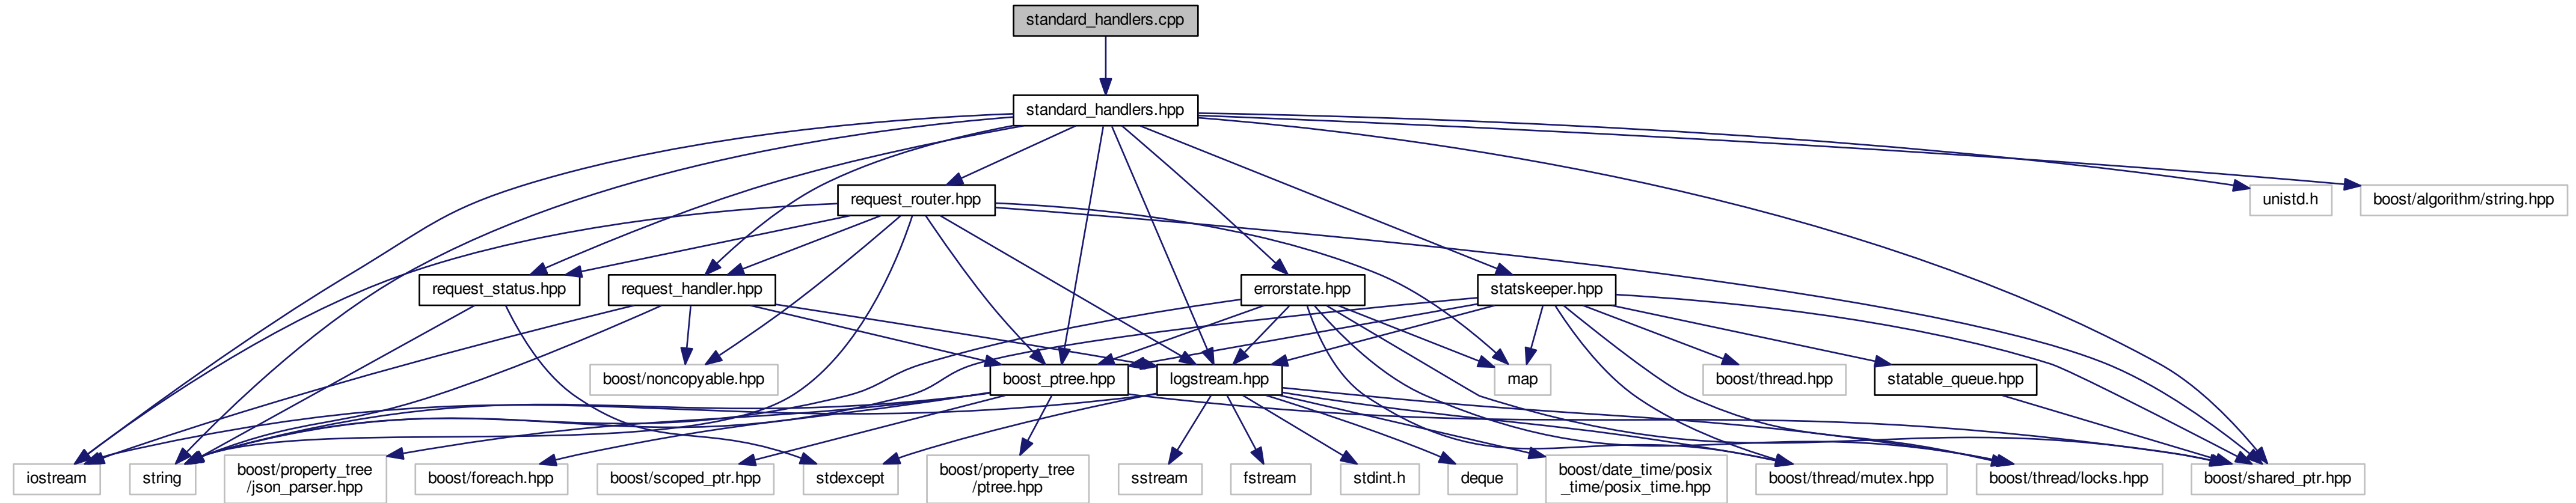 standard_handlers.cpp
standard_handlers.hpp
request_router.hpp
unistd.h
boost/algorithm/string.hpp
request_status.hpp
request_handler.hpp
errorstate.hpp
statskeeper.hpp
boost/noncopyable.hpp
boost_ptree.hpp
logstream.hpp
map
boost/thread.hpp
statable_queue.hpp
iostream
string
boost/property_tree
/json_parser.hpp
boost/foreach.hpp
boost/scoped_ptr.hpp
stdexcept
boost/property_tree
/ptree.hpp
sstream
fstream
stdint.h
deque
boost/date_time/posix
_time/posix_time.hpp
boost/thread/mutex.hpp
boost/thread/locks.hpp
boost/shared_ptr.hpp